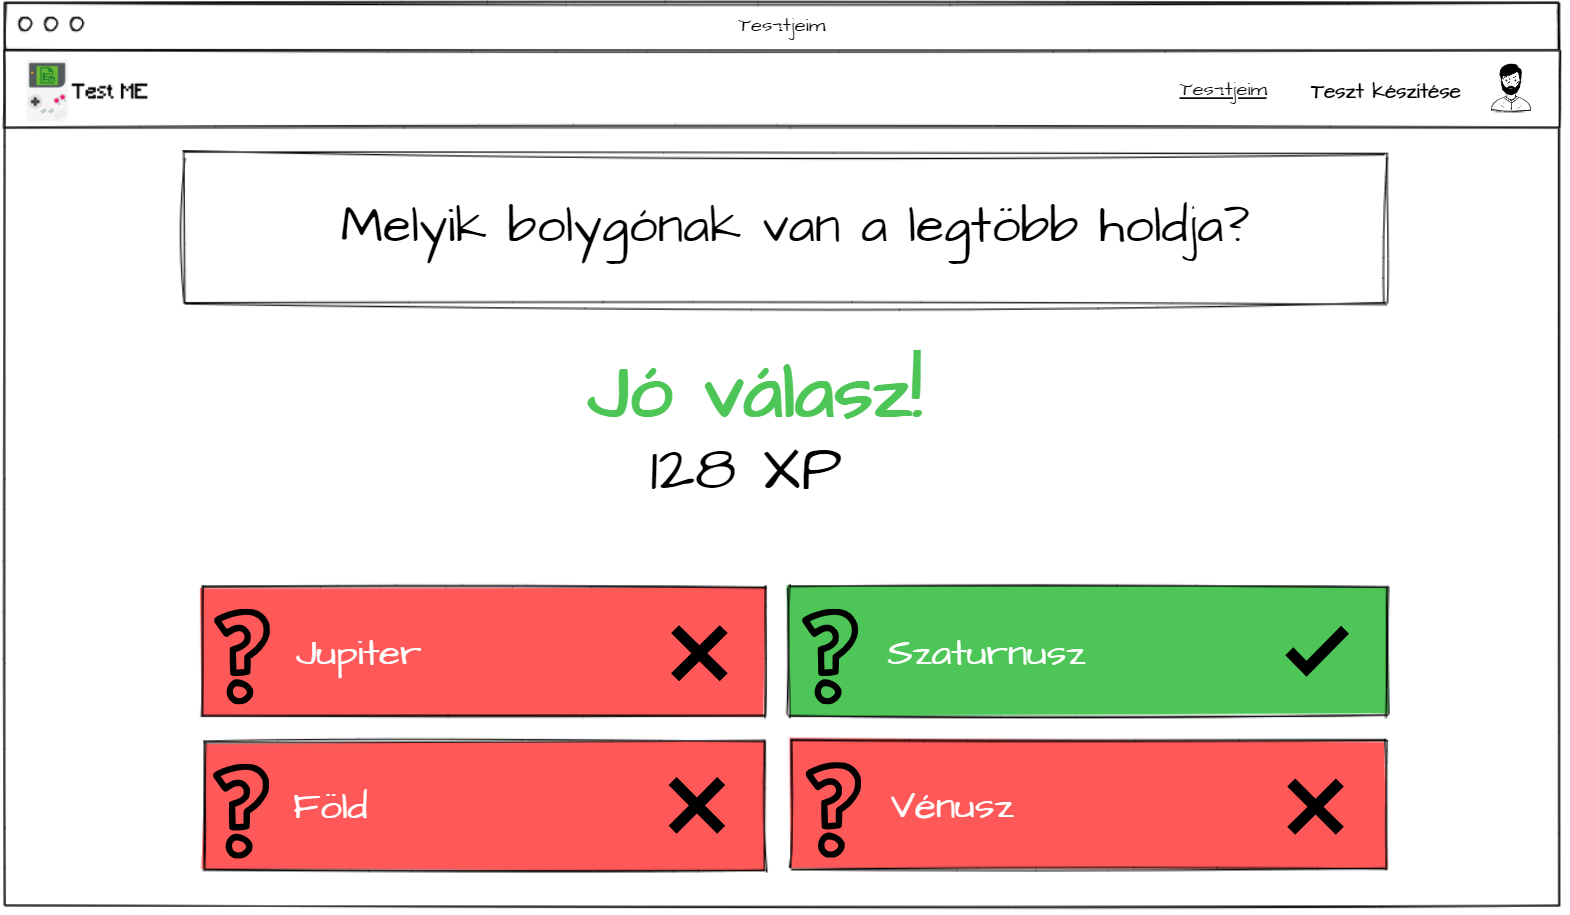 Tesztjeim
Test ME
Tesztjeim
Teszt készítése
Melyik bolygónak van a legtöbb holdja?
Jó válasz!
128 XP
Jupiter
Szaturnusz
Föld
Vénusz